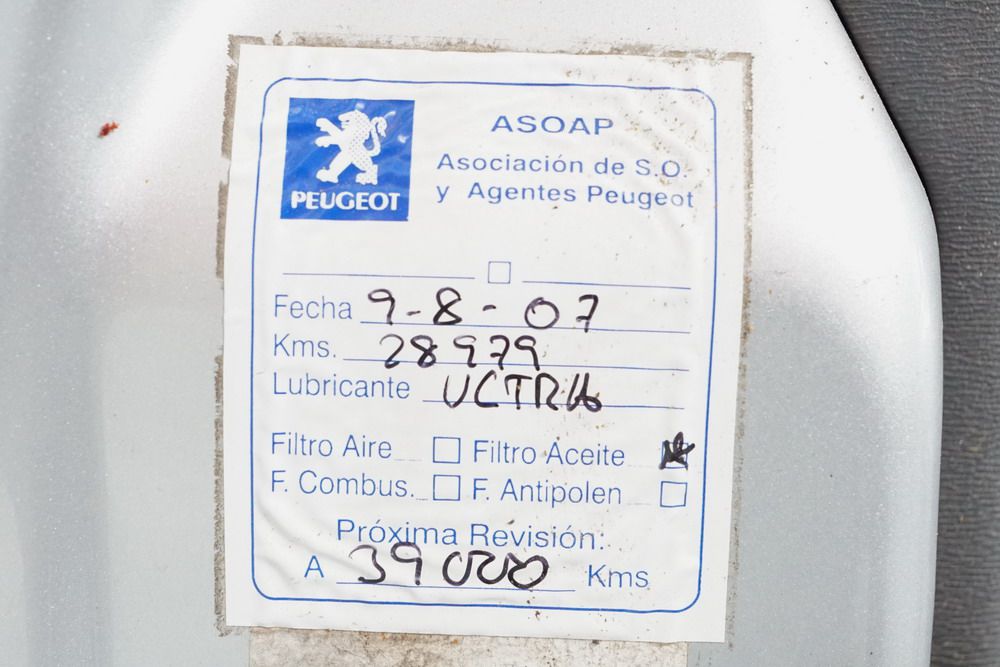 PEUGEOT
ASOAP
Asociación de S.O.
y Agentes Peugeot
Fecha 9-8-07
Kms. 28979
Lubricante ULTRA
Filtro Aire Filtro Aceite
F. Combus. F. Antipolen
Próxima Revisión:
A 39000 Kms